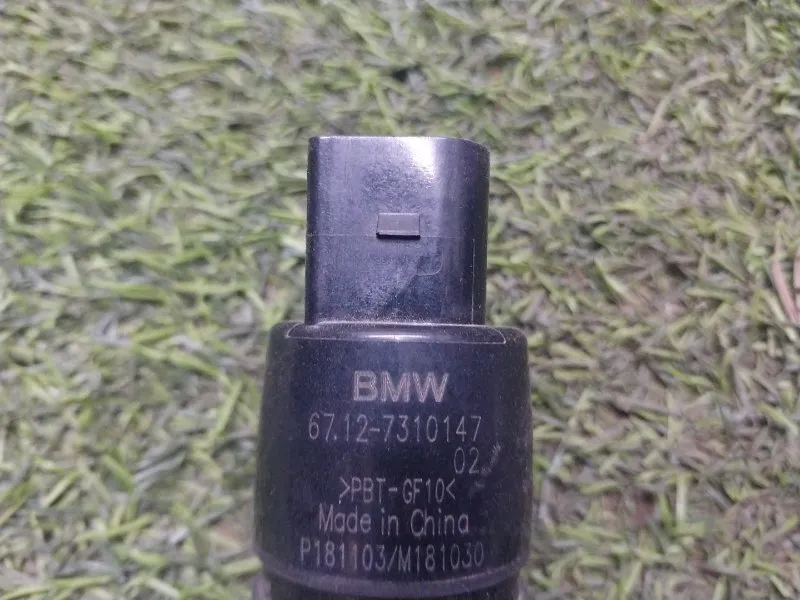 BMW
67.12-7310147
02
>PBT-GF10<
Made in China
P181103/M181030